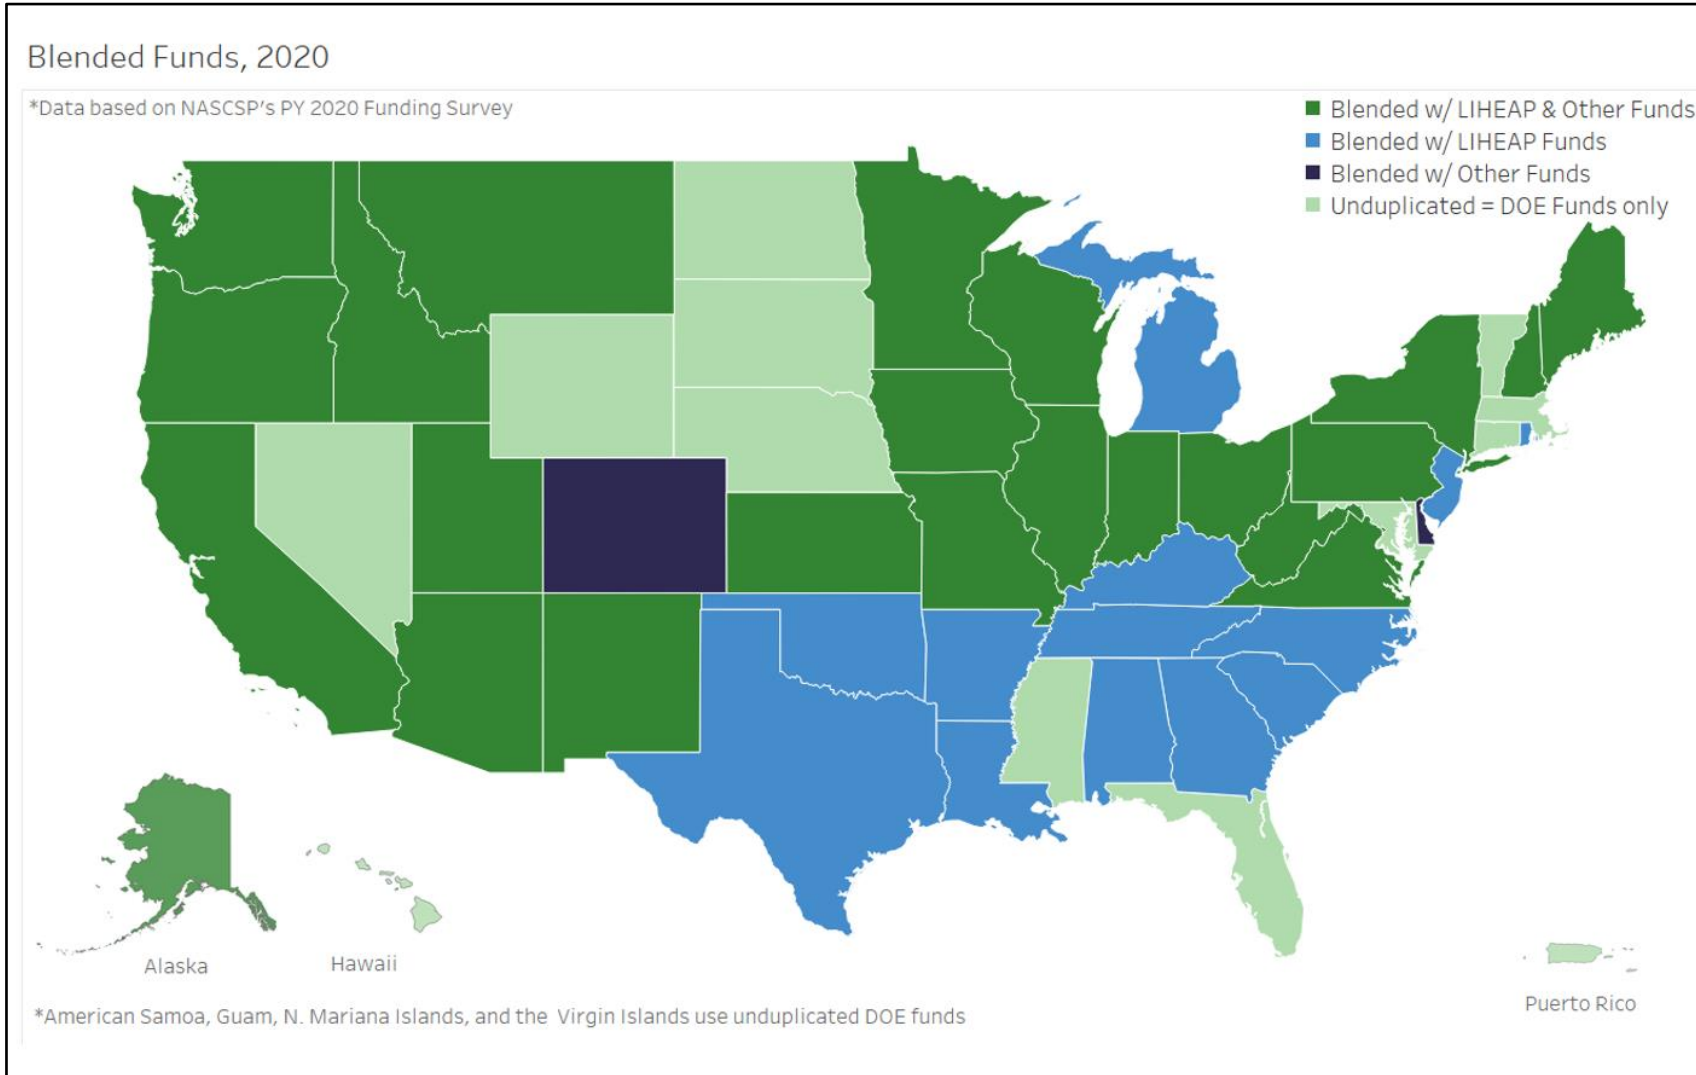 Blended Funds, 2020
*Data based on NASCSP's PY 2020 Funding Survey
Blended w/ LIHEAP & Other Funds
Blended w/ LIHEAP Funds
Blended w/ Other Funds
Unduplicated = DOE Funds only
Alaska
Hawaii
Puerto Rico
*American Samoa, Guam, N. Mariana Islands, and the Virgin Islands use unduplicated DOE funds